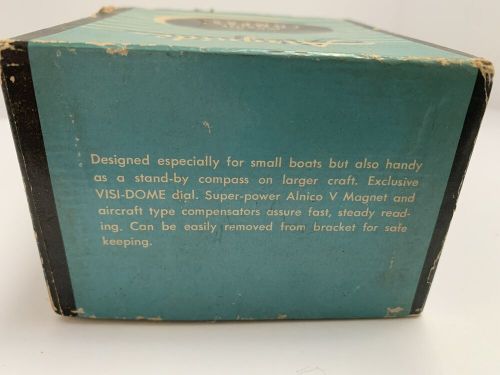 COMPASS
Designed especially for small boats but also handy
as a stand-by compass on larger craft. Exclusive
VISI-DOME dial. Super-power Alnico V Magnet and
aircraft type compensators assure fast, steady read-
ing. Can be easily removed from bracket for safe
keeping.